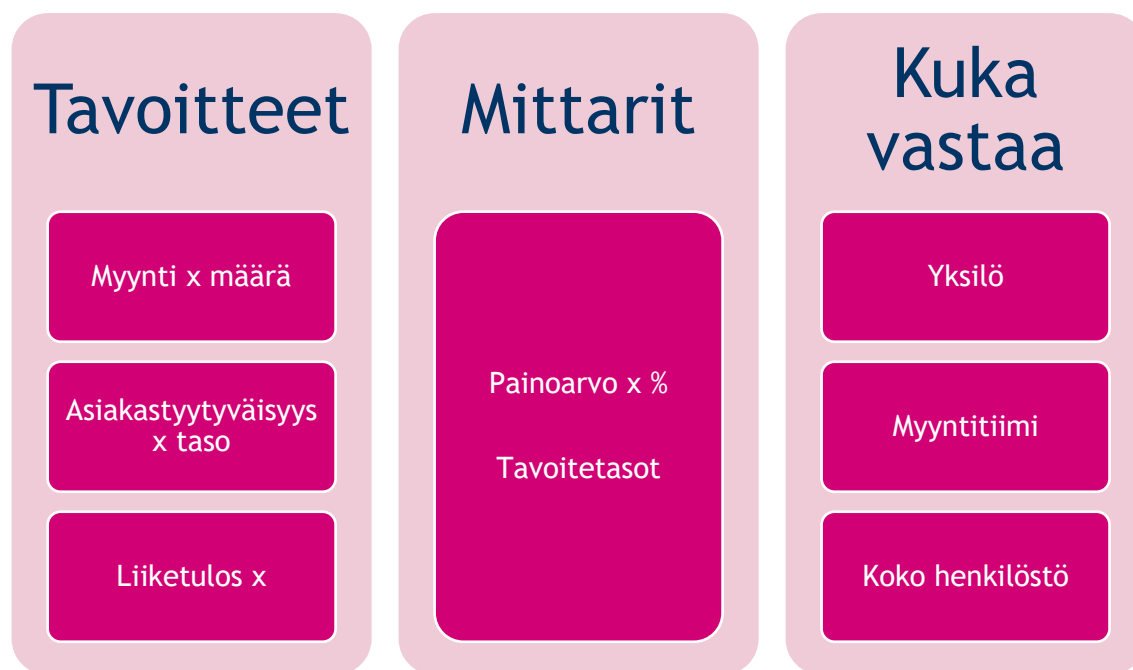 Tavoitteet
Myynti x määrä
Asiakastyytyväisyys
x taso
Liiketulos x
Mittarit
Painoarvo x %
Tavoitetasot
Kuka
vastaa
Yksilö
Myyntitiimi
Koko henkilöstö